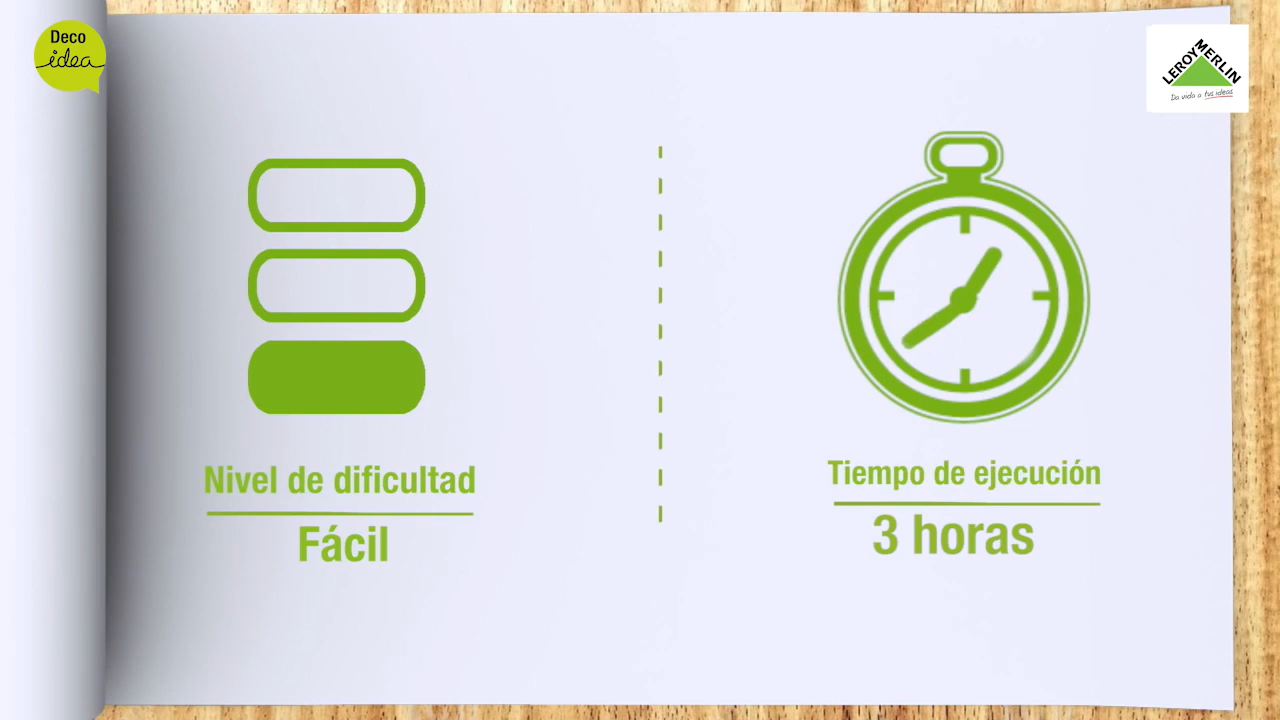 Deco
idea
LEROY MERLIN
Da vida a tus ideas
Nivel de dificultad
Fácil
Tiempo de ejecución
3 horas